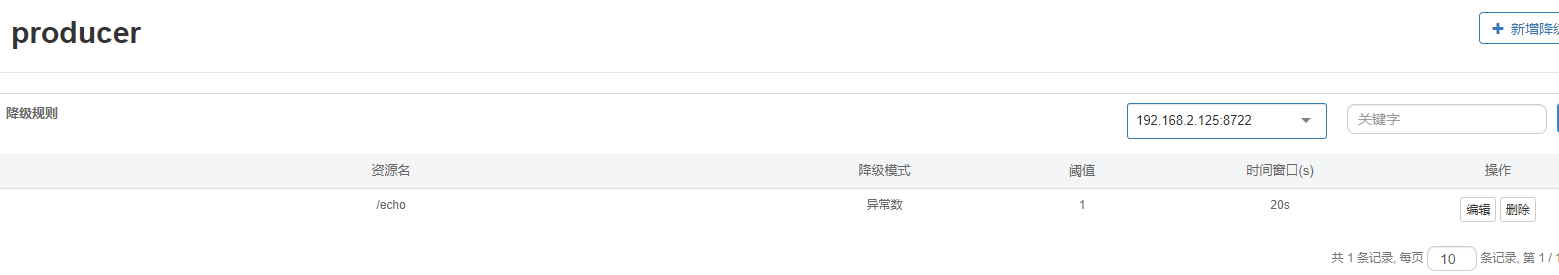 producer
新增降级
降级规则
192.168.2.125:8722
关键字
资源名 降级模式 阈值 时间窗口(s) 操作
/echo 异常数 1 20s 编辑 删除
共 1 条记录, 每页 10 条记录, 第 1 / 1